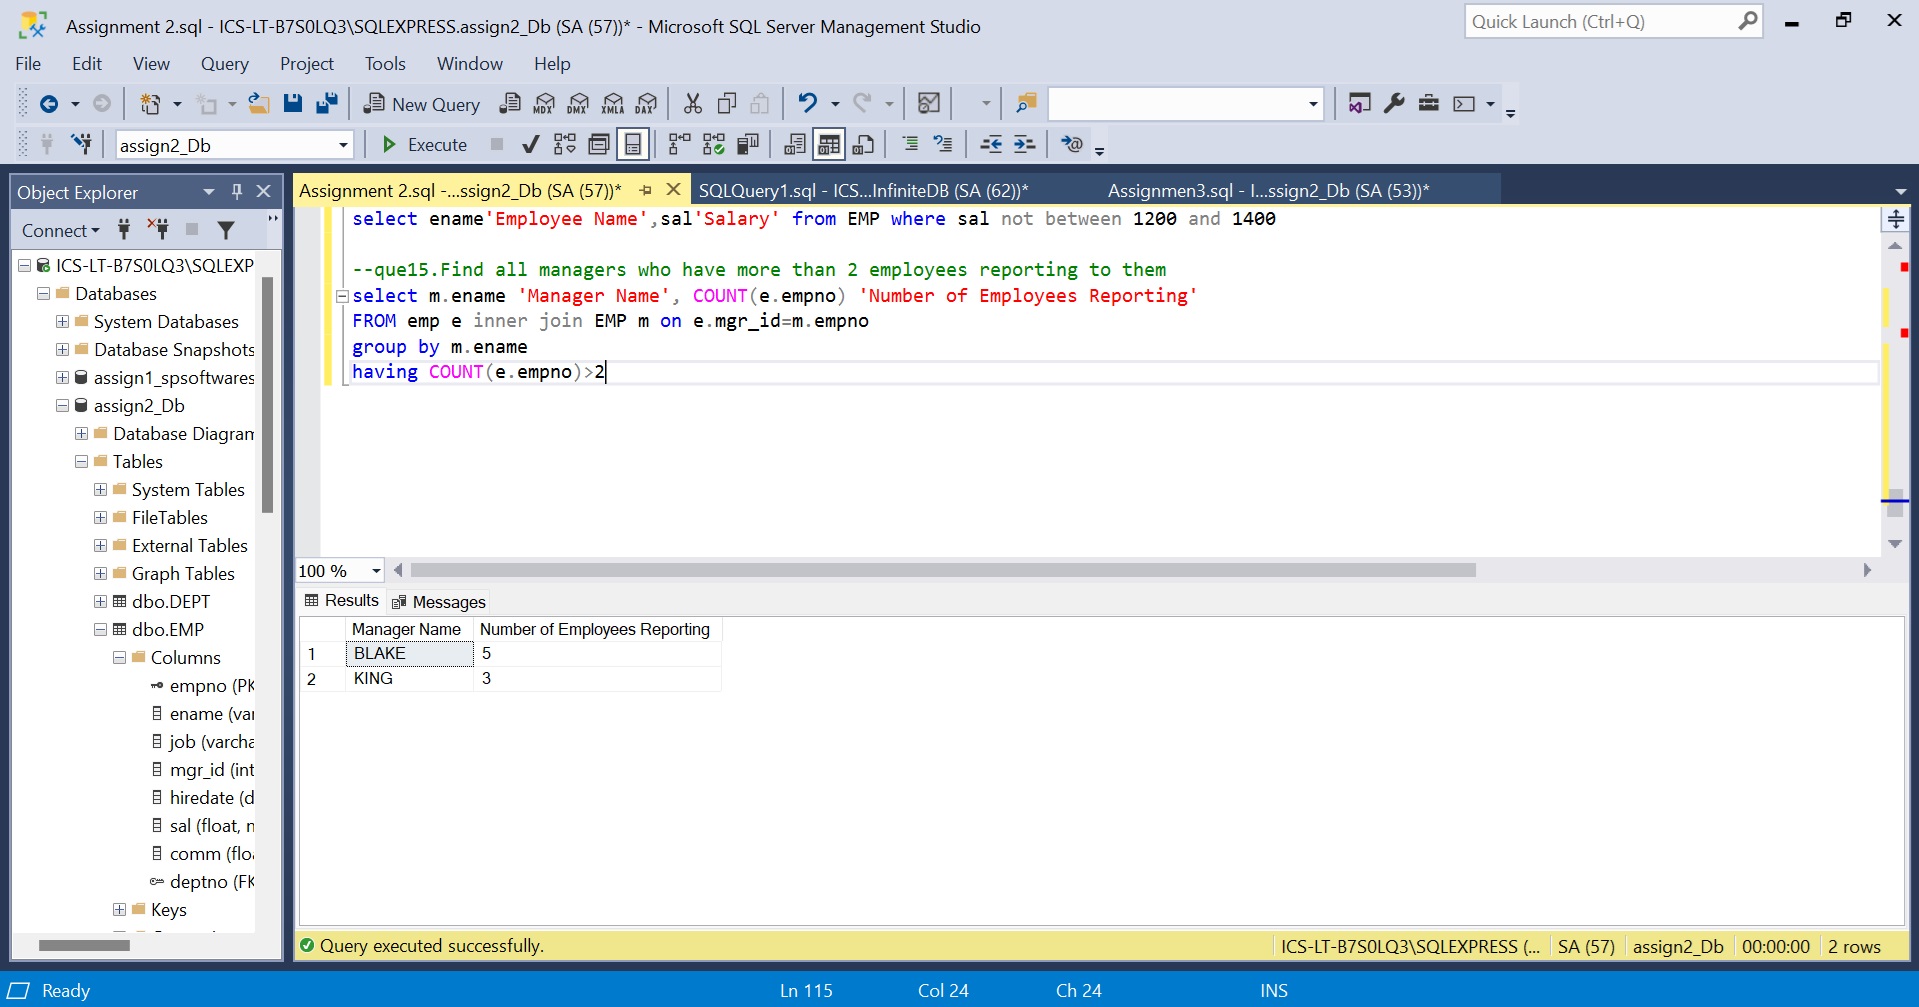 Assignment 2.sql - ICS-LT-B7S0LQ3\SQLEXPRESS.assign2_Db (SA (57))* - Microsoft SQL Server Management Studio
Quick Launch (Ctrl+Q)
File Edit View Query Project Tools Window Help
New Query MDX DMX XMLA DAX
assign2_Db Execute
Object Explorer
Connect
ICS-LT-B7S0LQ3\SQLEXP
Databases
System Databases
Database Snapshots
assign1_spsoftwares
assign2_Db
Database Diagram
Tables
System Tables
FileTables
External Tables
Graph Tables
dbo.DEPT
dbo.EMP
Columns
empno (PK
ename (var
job (varcha
mgr_id (int
hiredate (d
sal (float, n
comm (floa
deptno (FK
Keys
Assignment 2.sql -...ssign2_Db (SA (57))* SQLQuery1.sql - ICS...InfiniteDB (SA (62))* Assignmen3.sql - I...ssign2_Db (SA (53))*
select ename'Employee Name',sal'Salary' from EMP where sal not between 1200 and 1400
--que15.Find all managers who have more than 2 employees reporting to them
select m.ename 'Manager Name', COUNT(e.empno) 'Number of Employees Reporting'
FROM emp e inner join EMP m on e.mgr_id=m.empno
group by m.ename
having COUNT(e.empno)>2
100 %
Results Messages
Manager Name Number of Employees Reporting
1 BLAKE 5
2 KING 3
Query executed successfully. ICS-LT-B7S0LQ3\SQLEXPRESS (... SA (57) assign2_Db 00:00:00 2 rows
Ready Ln 115 Col 24 Ch 24 INS